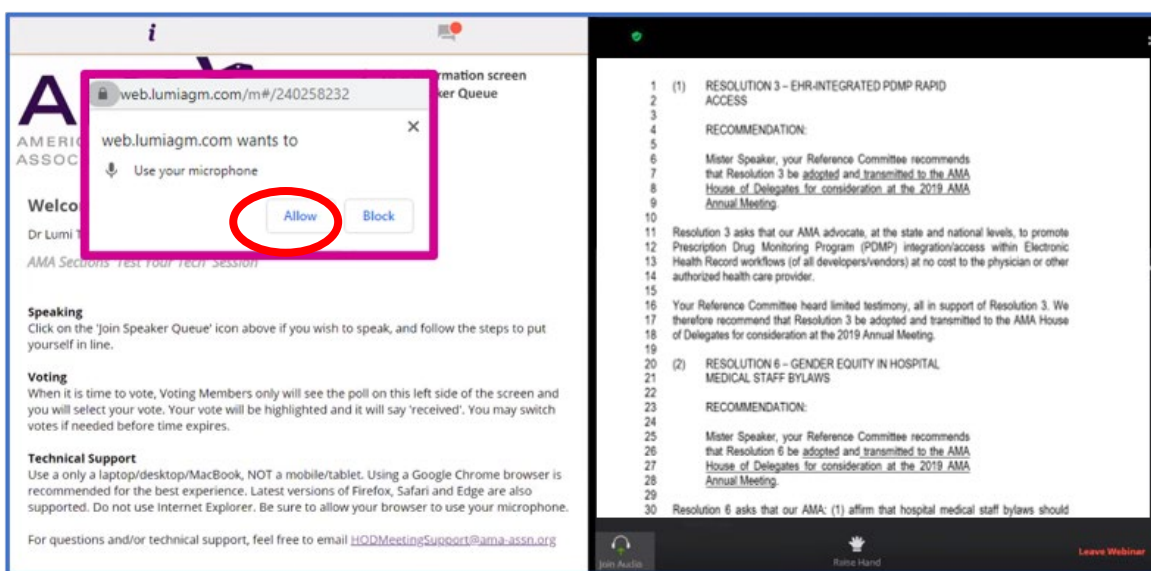 i
rmation screen
ker Queue
A
AMERI
ASSOC
web.lumiagm.com/m#/240258232
web.lumiagm.com wants to
Use your microphone
Allow
Block
Welco
Dr Lumi T
AMA Sections 'Test Your Tech' Session
Speaking
Click on the 'Join Speaker Queue' icon above if you wish to speak, and follow the steps to put
yourself in line.
Voting
When it is time to vote, Voting Members only will see the poll on this left side of the screen and
you will select your vote. Your vote will be highlighted and it will say 'received'. You may switch
votes if needed before time expires.
Technical Support
Use a only a laptop/desktop/MacBook, NOT a mobile/tablet. Using a Google Chrome browser is
recommended for the best experience. Latest versions of Firefox, Safari and Edge are also
supported. Do not use Internet Explorer. Be sure to allow your browser to use your microphone.
For questions and/or technical support, feel free to email HODMeetingSupport@ama-assn.org
1 (1) RESOLUTION 3 – EHR-INTEGRATED PDMP RAPID
2 ACCESS
3
4 RECOMMENDATION:
5
6 Mister Speaker, your Reference Committee recommends
7 that Resolution 3 be adopted and transmitted to the AMA
8 House of Delegates for consideration at the 2019 AMA
9 Annual Meeting.
10
11 Resolution 3 asks that our AMA advocate, at the state and national levels, to promote
12 Prescription Drug Monitoring Program (PDMP) integration/access within Electronic
13 Health Record workflows (of all developers/vendors) at no cost to the physician or other
14 authorized health care provider.
15
16 Your Reference Committee heard limited testimony, all in support of Resolution 3. We
17 therefore recommend that Resolution 3 be adopted and transmitted to the AMA House
18 of Delegates for consideration at the 2019 Annual Meeting.
19
20 (2) RESOLUTION 6 – GENDER EQUITY IN HOSPITAL
21 MEDICAL STAFF BYLAWS
22
23 RECOMMENDATION:
24
25 Mister Speaker, your Reference Committee recommends
26 that Resolution 6 be adopted and transmitted to the AMA
27 House of Delegates for consideration at the 2019 AMA
28 Annual Meeting.
29
30 Resolution 6 asks that our AMA: (1) affirm that hospital medical staff bylaws should
Join Audio
Raise Hand
Leave Webinar